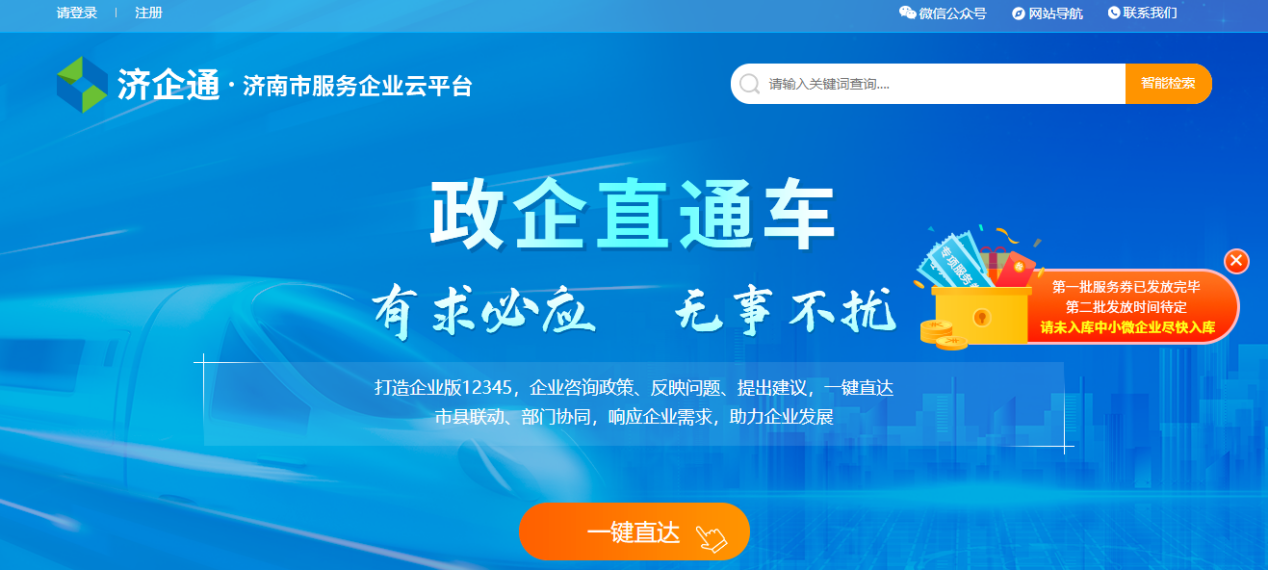 请登录 | 注册
微信公众号 网站导航 联系我们
济企通·济南市服务企业云平台
请输入关键词查询.... 智能检索
政企直通车
有求必应 无事不扰
专项服务券
第一批服务券已发放完毕
第二批发放时间待定
请未入库中小微企业尽快入库
打造企业版12345，企业咨询政策、反映问题、提出建议，一键直达
市县联动、部门协同，响应企业需求，助力企业发展
一键直达